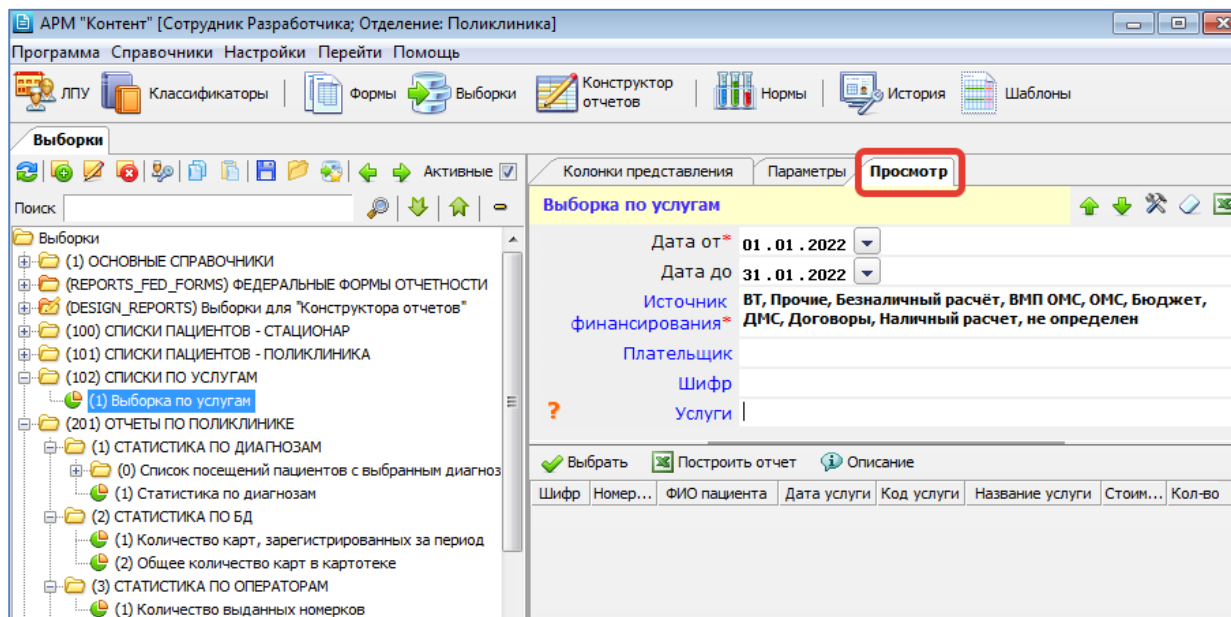 АРМ "Контент" [Сотрудник Разработчика; Отделение: Поликлиника]
Программа Справочники Настройки Перейти Помощь
ЛПУ Классификаторы Формы Выборки Конструктор отчетов Нормы История Шаблоны
Выборки
Активные
Поиск
Выборки
(1) ОСНОВНЫЕ СПРАВОЧНИКИ
(REPORTS_FED_FORMS) ФЕДЕРАЛЬНЫЕ ФОРМЫ ОТЧЕТНОСТИ
(DESIGN_REPORTS) Выборки для "Конструктора отчетов"
(100) СПИСКИ ПАЦИЕНТОВ - СТАЦИОНАР
(101) СПИСКИ ПАЦИЕНТОВ - ПОЛИКЛИНИКА
(102) СПИСКИ ПО УСЛУГАМ
(1) Выборка по услугам
(201) ОТЧЕТЫ ПО ПОЛИКЛИНИКЕ
(1) СТАТИСТИКА ПО ДИАГНОЗАМ
(0) Список посещений пациентов с выбранным диагноз
(1) Статистика по диагнозам
(2) СТАТИСТИКА ПО БД
(1) Количество карт, зарегистрированных за период
(2) Общее количество карт в картотеке
(3) СТАТИСТИКА ПО ОПЕРАТОРАМ
(1) Количество выданных номерков
Колонки представления Параметры Просмотр
Выборка по услугам
Дата от* 01.01.2022
Дата до 31.01.2022
Источник финансирования* ВТ, Прочие, Безналичный расчёт, ВМП ОМС, ОМС, Бюджет,
ДМС, Договоры, Наличный расчет, не определен
Плательщик
Шифр
? Услуги
Выбрать Построить отчет Описание
Шифр Номер... ФИО пациента Дата услуги Код услуги Название услуги Стоим... Кол-во